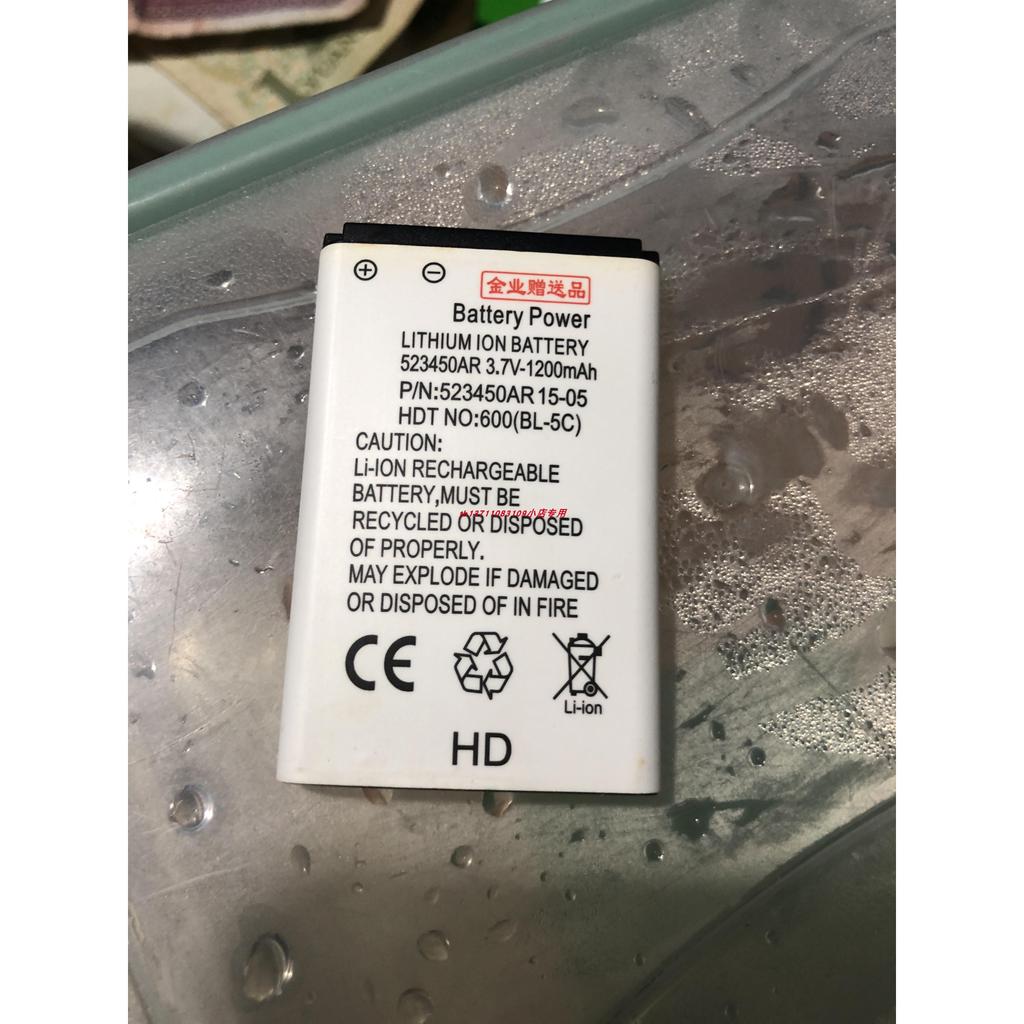 金业赠送品
Battery Power
LITHIUM ION BATTERY
523450AR 3.7V-1200mAh
P/N:523450AR 15-05
HDT NO:600(BL-5C)
CAUTION:
Li-ION RECHARGEABLE
BATTERY,MUST BE
RECYCLED OR DISPOSED
OF PROPERLY.
MAY EXPLODE IF DAMAGED
OR DISPOSED OF IN FIRE
CE
Li-ion
HD